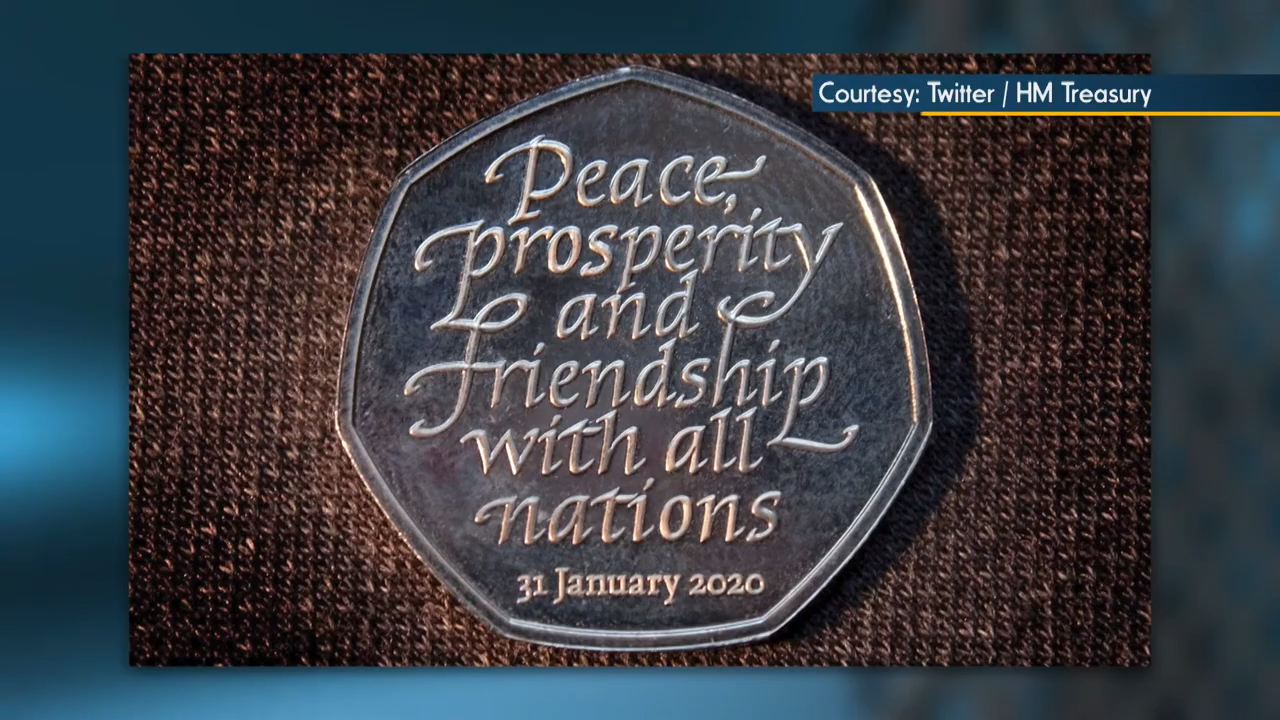 Courtesy: Twitter / HM Treasury
Peace,
prosperity
and
friendship
with all
nations
31 January 2020